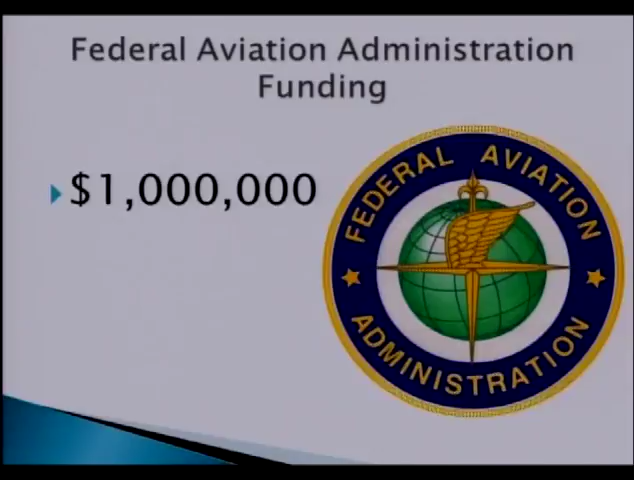 Federal Aviation Administration
Funding
$1,000,000
FEDERAL AVIATION
ADMINISTRATION